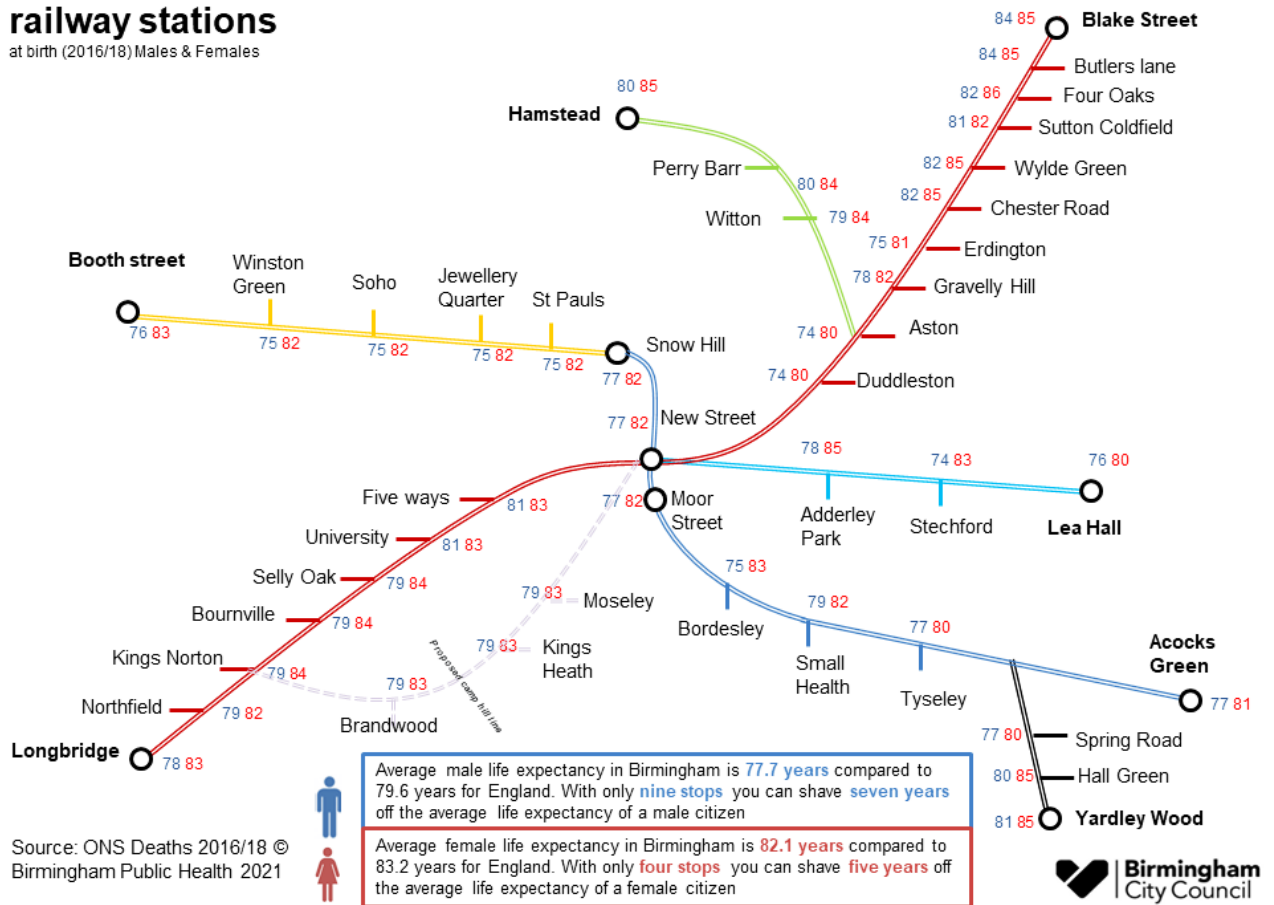 railway stations
at birth (2016/18) Males & Females
84 85
Blake Street
84 85
Butlers lane
82 86
Four Oaks
81 82
Sutton Coldfield
82 85
Wylde Green
82 85
Chester Road
75 81
Erdington
78 82
Gravelly Hill
74 80
Aston
74 80
Duddleston
80 85
Hamstead
Perry Barr
80 84
Witton
79 84
Booth street
76 83
Winston
Green
75 82
Soho
75 82
Jewellery
Quarter
75 82
St Pauls
75 82
Snow Hill
77 82
New Street
77 82
Moor
Street
77 82
78 85
Adderley
Park
74 83
Stechford
76 80
Lea Hall
Five ways
81 83
University
81 83
Selly Oak
79 84
Bournville
79 84
Kings Norton
79 84
Northfield
79 82
Longbridge
78 83
79 83
Moseley
79 83
Kings
Heath
79 83
Brandwood
Proposed camp hill line
75 83
Bordesley
79 82
Small
Health
77 80
Tyseley
Acocks
Green
77 81
77 80
Spring Road
80 85
Hall Green
81 85
Yardley Wood
Average male life expectancy in Birmingham is 77.7 years compared to
79.6 years for England. With only nine stops you can shave seven years
off the average life expectancy of a male citizen
Average female life expectancy in Birmingham is 82.1 years compared to
83.2 years for England. With only four stops you can shave five years off
the average life expectancy of a female citizen
Source: ONS Deaths 2016/18 ©
Birmingham Public Health 2021
Birmingham
City Council